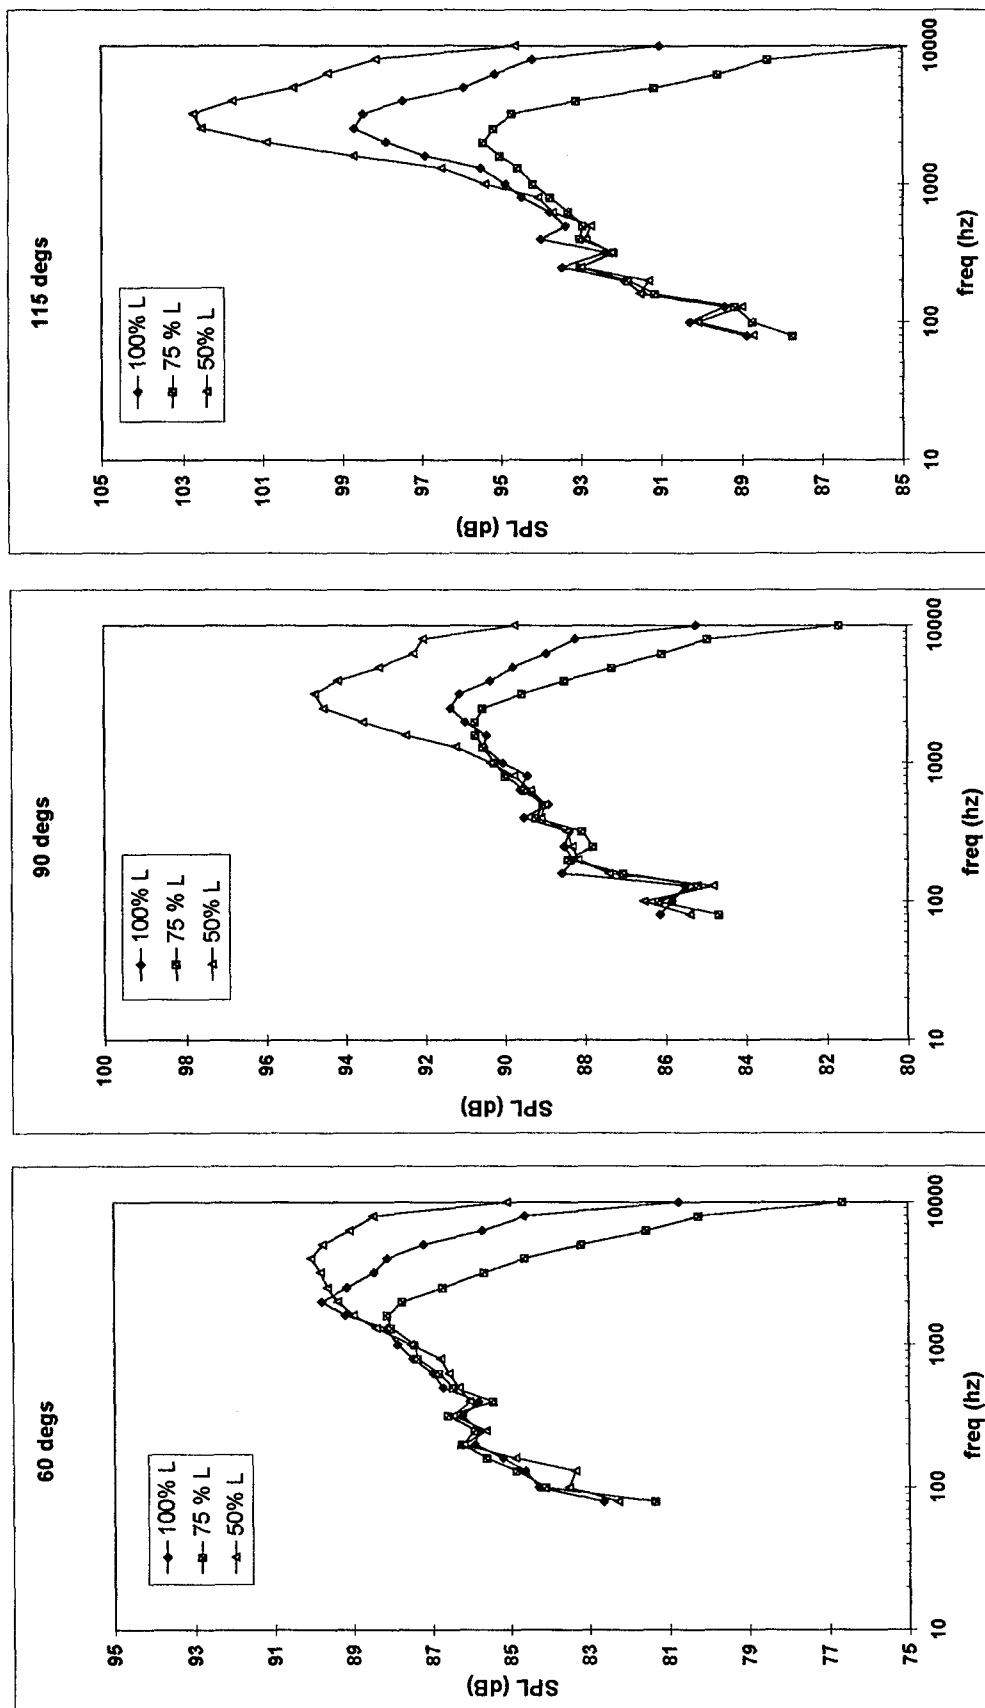 115 degs
105
103
101
99
97
95
93
91
89
87
85
SPL (dB)
10
100
1000
10000
freq (hz)
100% L
75 % L
50% L
90 degs
100
98
96
94
92
90
88
86
84
82
80
SPL (dB)
10
100
1000
10000
freq (hz)
100% L
75 % L
50% L
60 degs
95
93
91
89
87
85
83
81
79
77
75
SPL (dB)
10
100
1000
10000
freq (hz)
100% L
75 % L
50% L